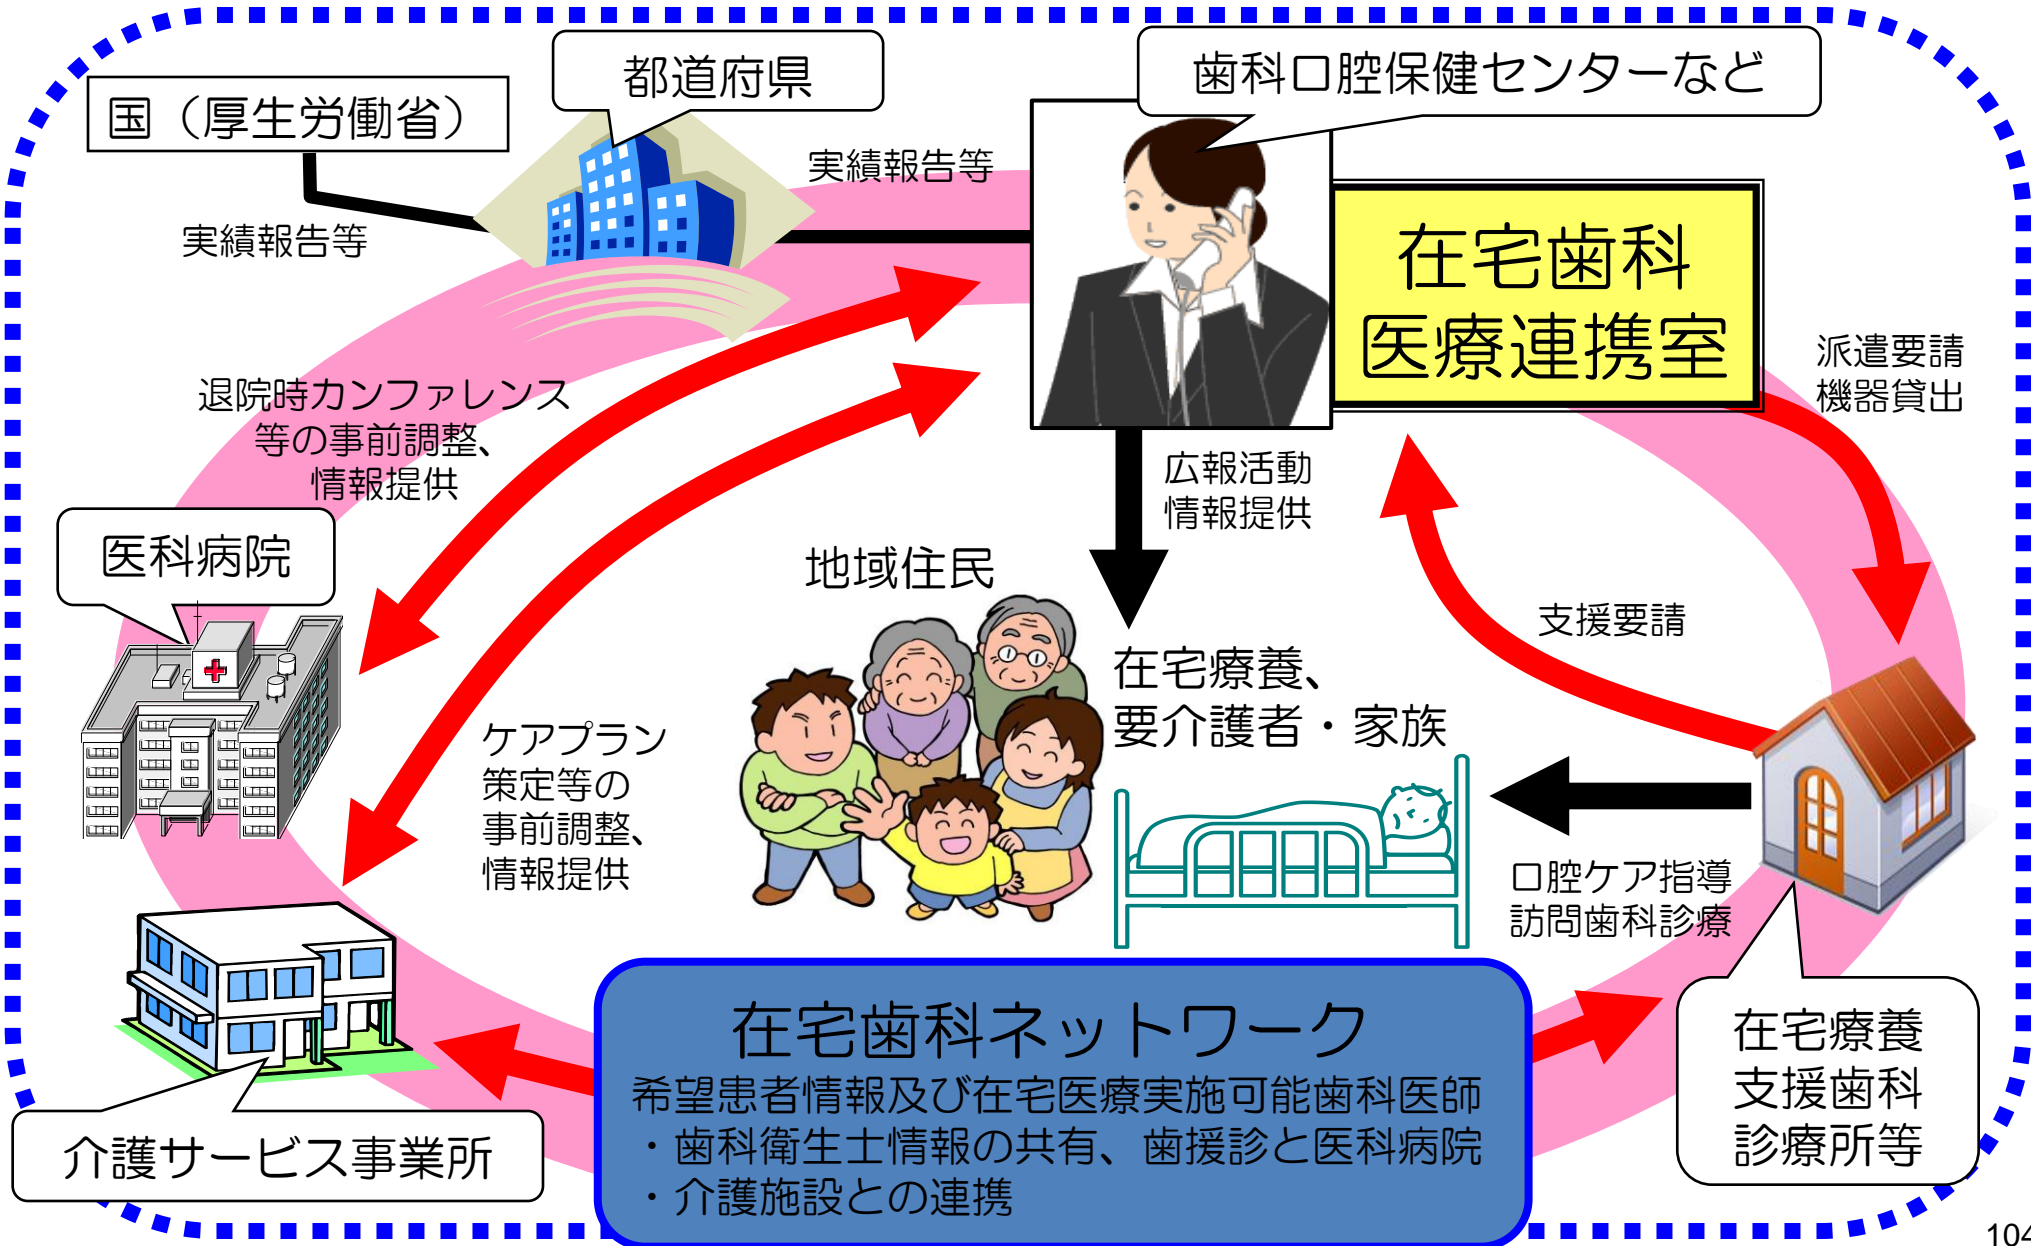 都道府県
歯科口腔保健センターなど
国（厚生労働省）
実績報告等
実績報告等
在宅歯科
医療連携室
派遣要請
機器貸出
退院時カンファレンス
等の事前調整、
情報提供
広報活動
情報提供
医科病院
地域住民
支援要請
在宅療養、
要介護者・家族
ケアプラン
策定等の
事前調整、
情報提供
口腔ケア指導
訪問歯科診療
在宅歯科ネットワーク
希望患者情報及び在宅医療実施可能歯科医師
・歯科衛生士情報の共有、歯援診と医科病院
・介護施設との連携
在宅療養
支援歯科
診療所等
介護サービス事業所
104